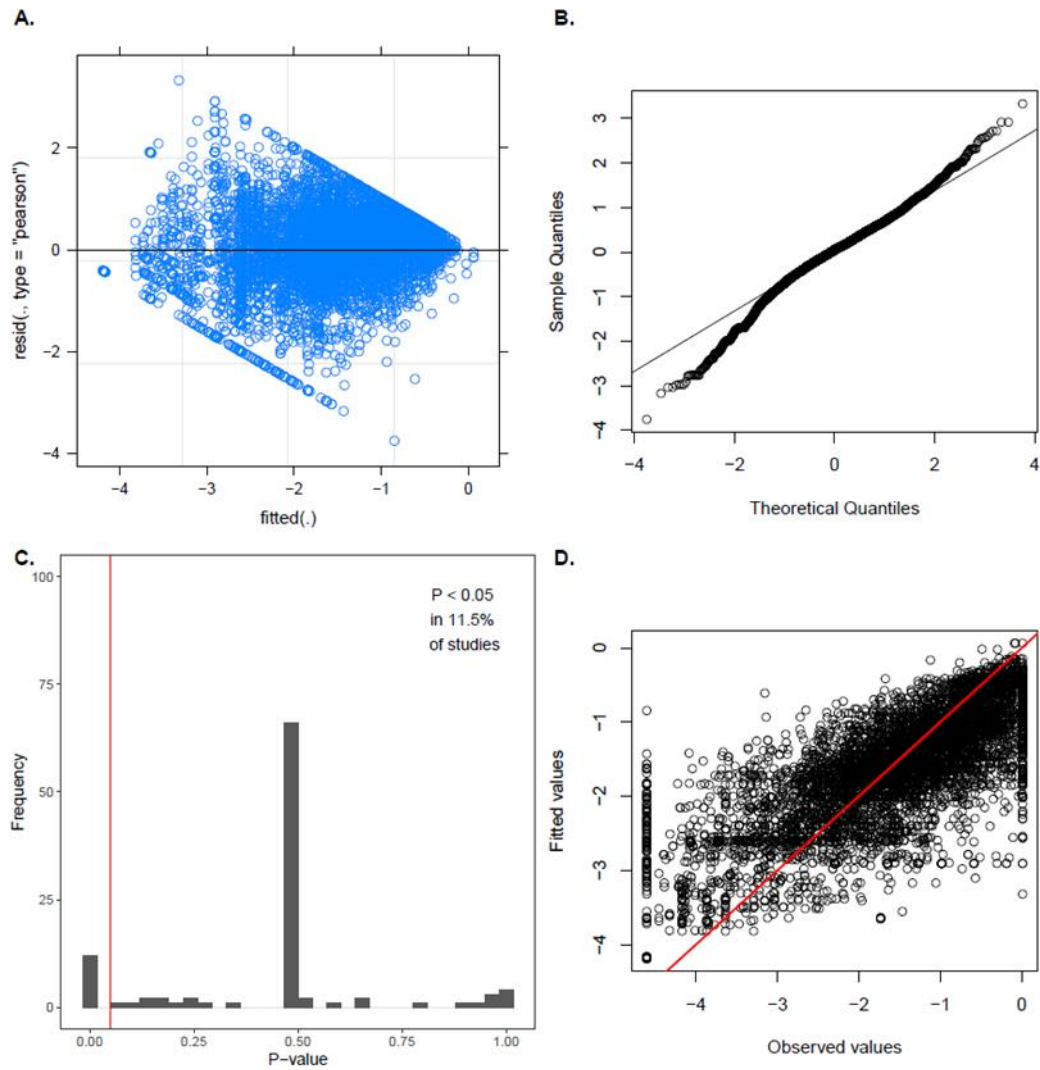 A.
resid(., type = "pearson")
2
0
−2
−4
−4
−3
−2
−1
0
fitted(.)
B.
Sample Quantiles
3
2
1
0
−1
−2
−3
−4
−4
−2
0
2
4
Theoretical Quantiles
C.
Frequency
100
75
50
25
0
P < 0.05
in 11.5%
of studies
0.00
0.25
0.50
0.75
1.00
P−value
D.
Fitted values
0
−1
−2
−3
−4
−4
−3
−2
−1
0
Observed values